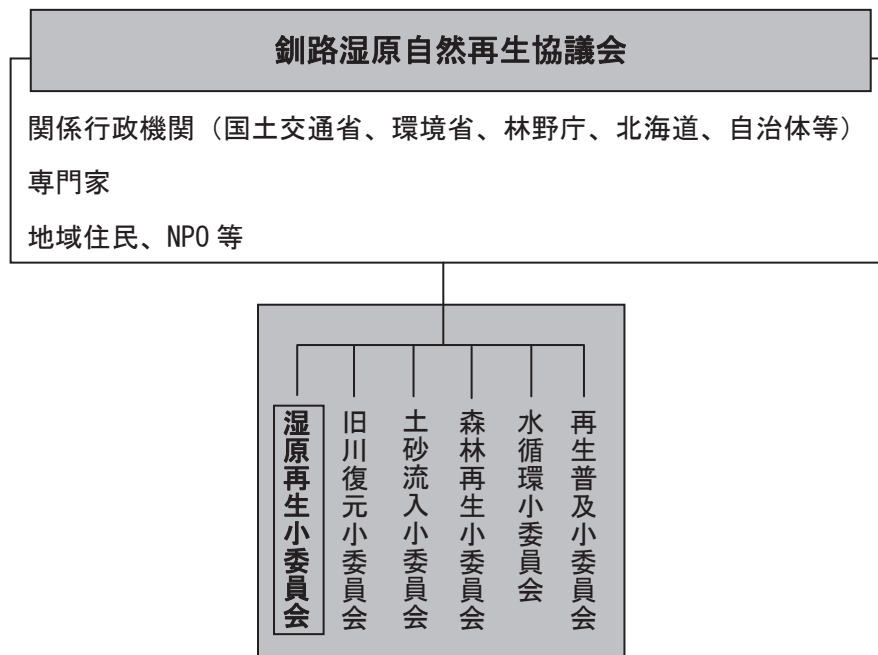 釧路湿原自然再生協議会
関係行政機関（国土交通省、環境省、林野庁、北海道、自治体等）
専門家
地域住民、NPO 等
湿原再生小委員会
旧川復元小委員会
土砂流入小委員会
森林再生小委員会
水循環小委員会
再生普及小委員会